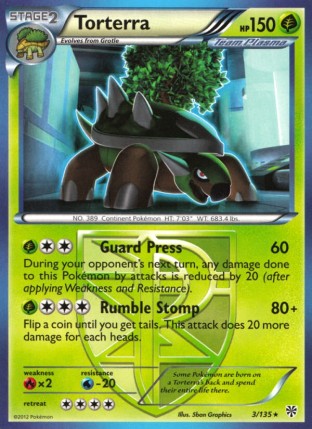 STAGE2 Torterra HP150
Evolves from Grotle Team Plasma
NO. 389 Continent Pokémon HT. 7'03" WT. 683.4 lbs.
Guard Press 60
During your opponent's next turn, any damage done
to this Pokémon by attacks is reduced by 20 (after
applying Weakness and Resistance).
Rumble Stomp 80+
Flip a coin until you get tails. This attack does 20 more
damage for each heads.
weakness resistance
×2 -20
retreat
Some Pokémon are born on
a Torterra's back and spend
their entire life there.
©2012 Pokémon Illus. 5ban Graphics 3/135